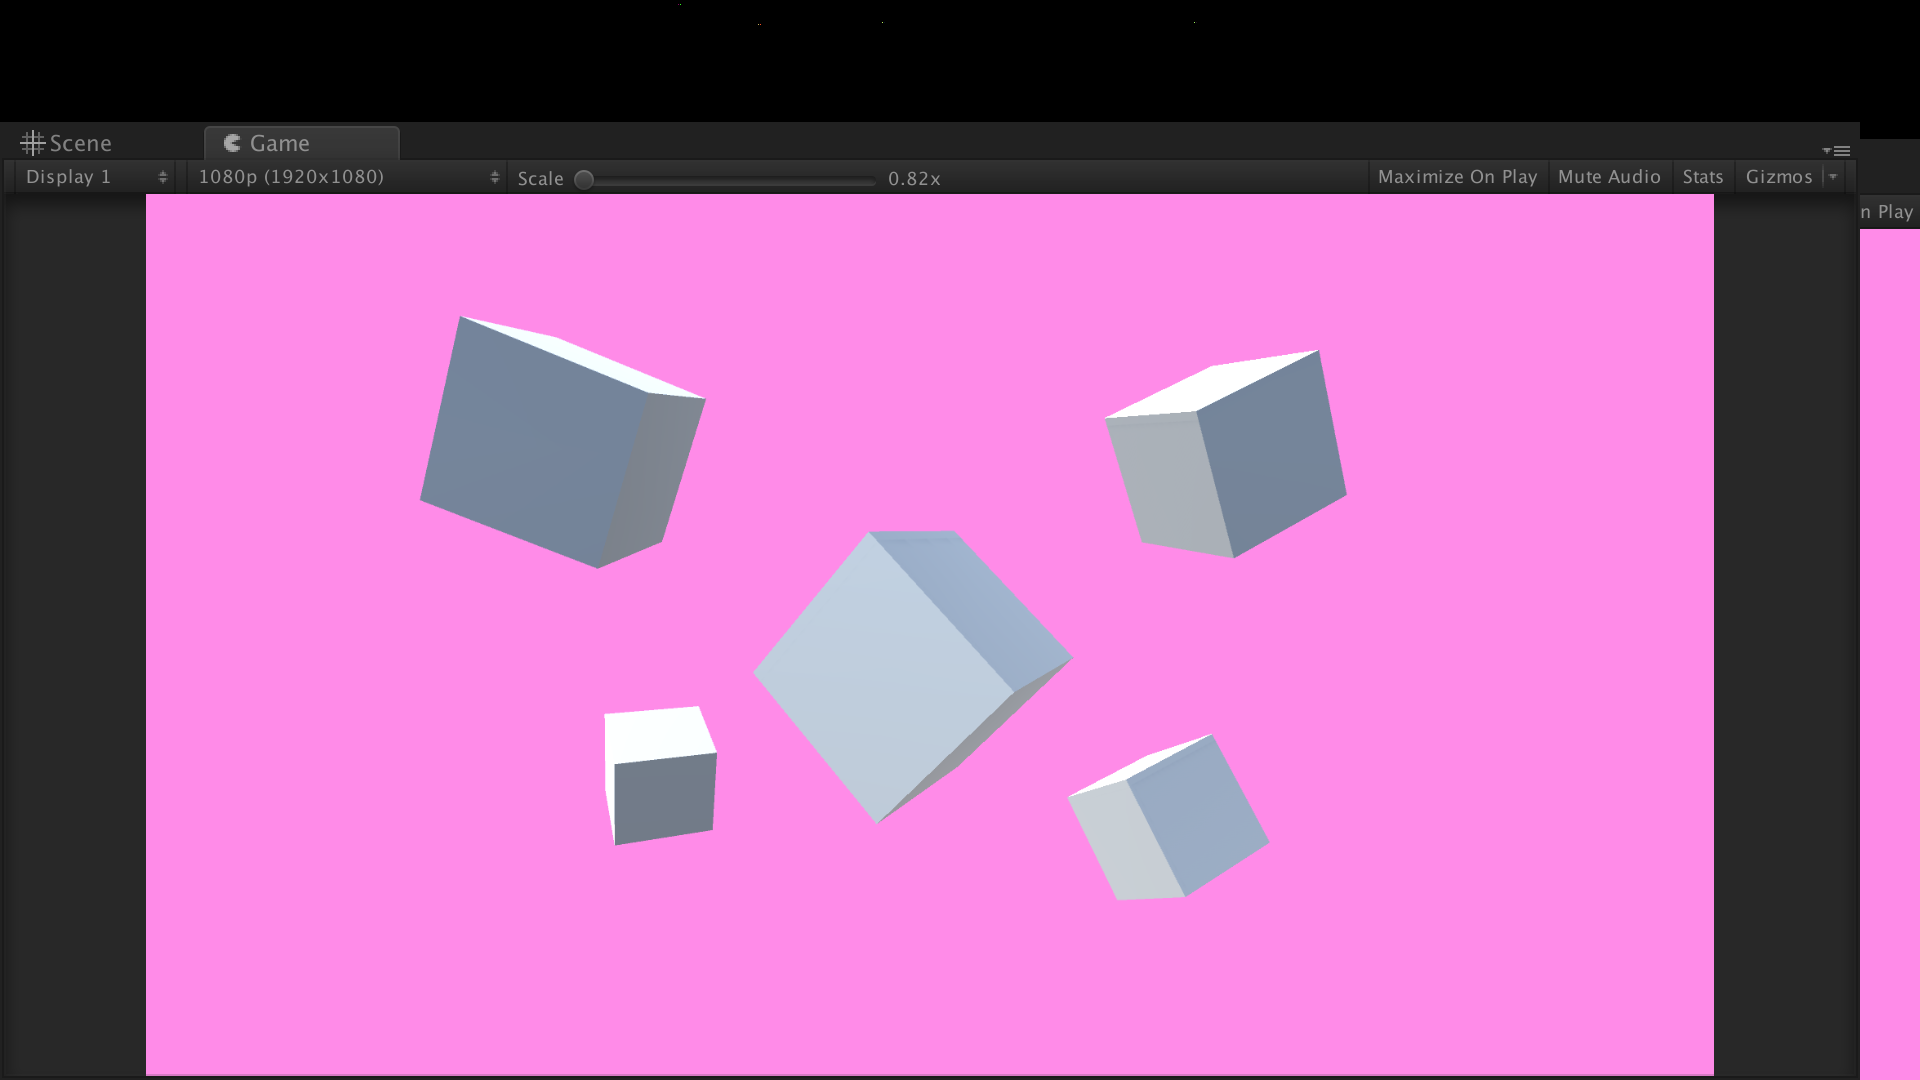 Scene Game
Display 1 1080p (1920x1080) Scale 0.82x Maximize On Play Mute Audio Stats Gizmos
n Play